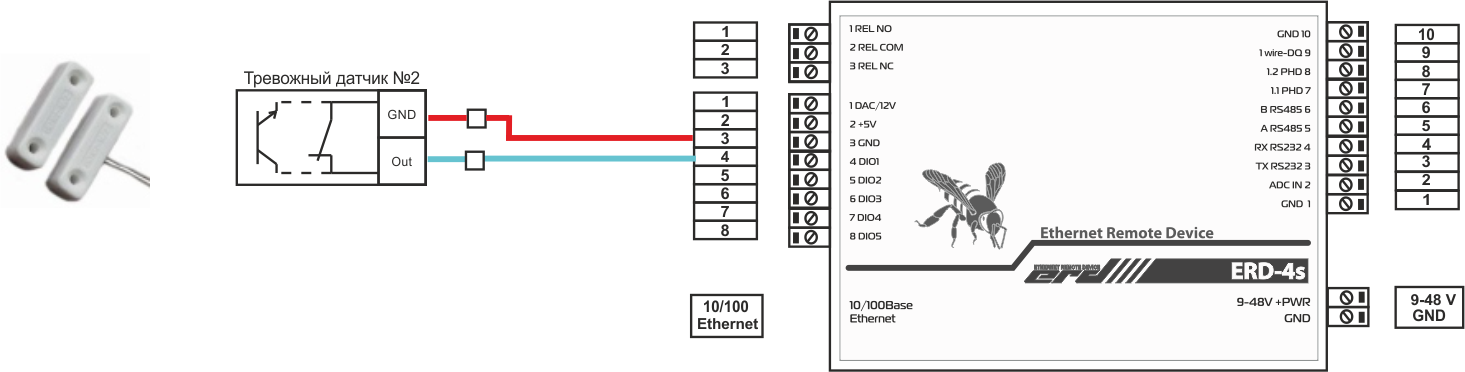 Тревожный датчик №2
GND
Out
1
2
3
1
2
3
4
5
6
7
8
10/100
Ethernet
1 REL NO
2 REL COM
3 REL NC
1 DAC/12V
2 +5V
3 GND
4 DIO1
5 DIO2
6 DIO3
7 DIO4
8 DIO5
10/100Base
Ethernet
GND 10
1 wire-DQ 9
1.2 PHD 8
1.1 PHD 7
B RS485 6
A RS485 5
RX RS232 4
TX RS232 3
ADC IN 2
GND 1
Ethernet Remote Device
ETHERNET REMOTE DEVICE
erd
ERD-4s
9-48V +PWR
GND
10
9
8
7
6
5
4
3
2
1
9-48 V
GND